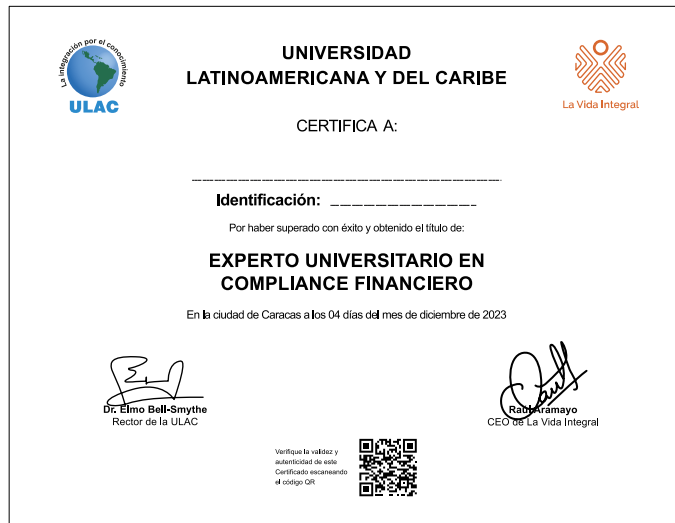 La integración por el conocimiento
ULAC
UNIVERSIDAD
LATINOAMERICANA Y DEL CARIBE
La Vida Integral
CERTIFICA A:
Identificación:
Por haber superado con éxito y obtenido el título de:
EXPERTO UNIVERSITARIO EN
COMPLIANCE FINANCIERO
En la ciudad de Caracas a los 04 días del mes de diciembre de 2023
Dr. Elmo Bell-Smythe
Rector de la ULAC
Raúl Aramayo
CEO de La Vida Integral
Verifique la validez y
autenticidad de este
Certificado escaneando
el código QR